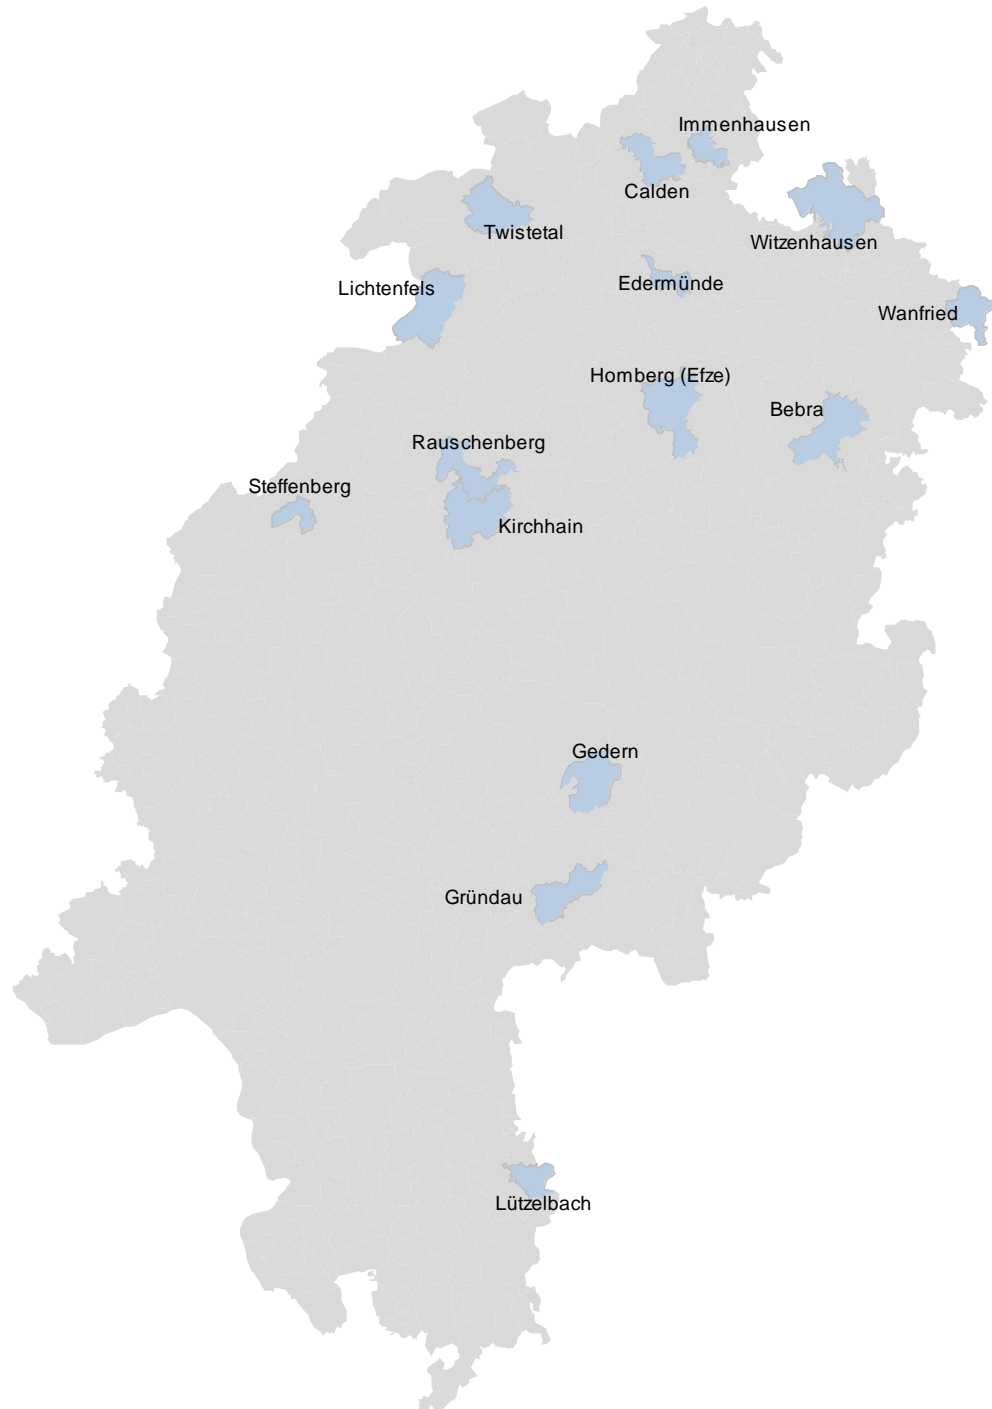 Immenhausen
Calden
Twistetal
Witzenhausen
Lichtenfels
Edermünde
Wanfried
Homberg (Efze)
Bebra
Rauschenberg
Steffenberg
Kirchhain
Gedern
Gründau
Lützelbach